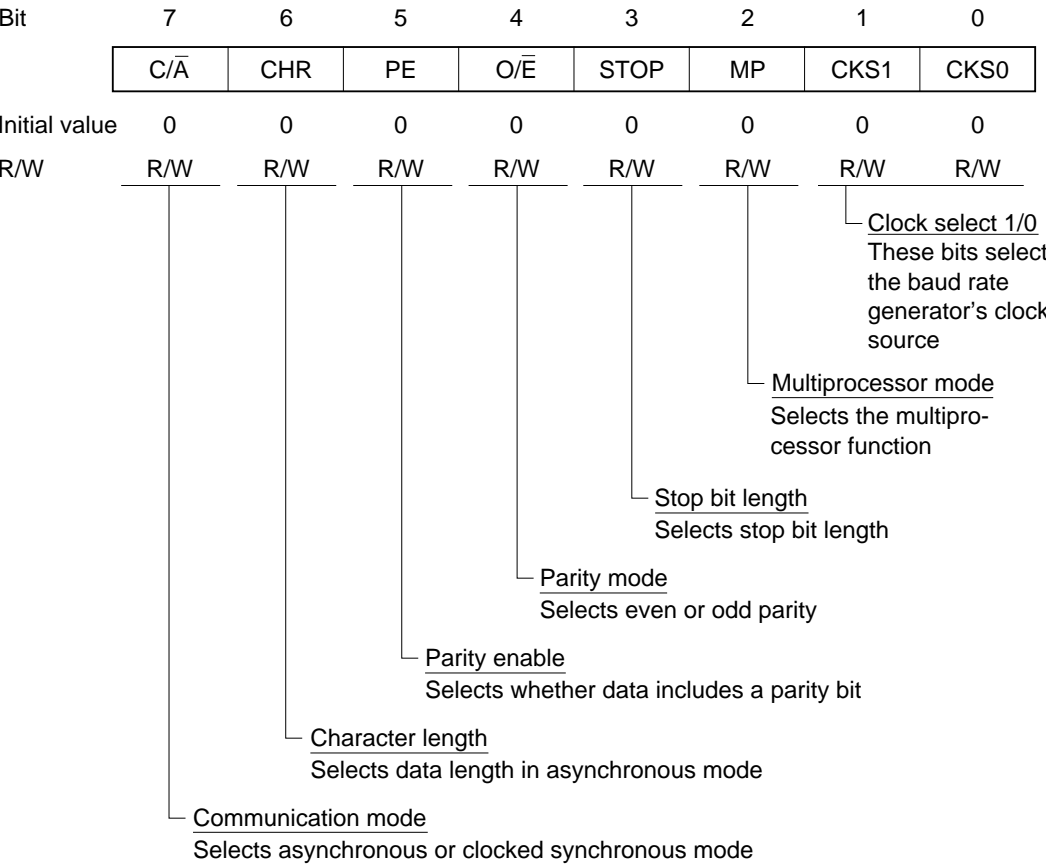 Bit 7 6 5 4 3 2 1 0
C/A̅ CHR PE O/E̅ STOP MP CKS1 CKS0
Initial value 0 0 0 0 0 0 0 0
R/W R/W R/W R/W R/W R/W R/W R/W R/W
Clock select 1/0
These bits select
the baud rate
generator’s clock
source
Multiprocessor mode
Selects the multipro-
cessor function
Stop bit length
Selects stop bit length
Parity mode
Selects even or odd parity
Parity enable
Selects whether data includes a parity bit
Character length
Selects data length in asynchronous mode
Communication mode
Selects asynchronous or clocked synchronous mode